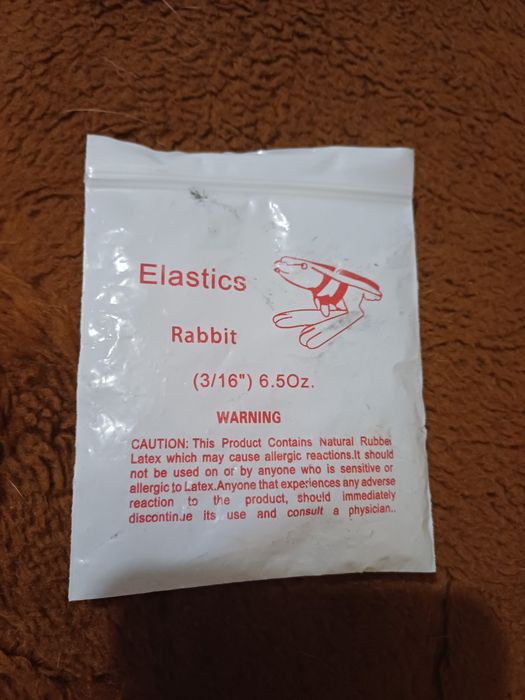 Elastics
Rabbit
(3/16") 6.5Oz.
WARNING
CAUTION: This Product Contains Natural Rubber
Latex which may cause allergic reactions.It should
not be used on or by anyone who is sensitive or
allergic to Latex.Anyone that experiences any adverse
reaction to the product, should immediately
discontinue its use and consult a physician..